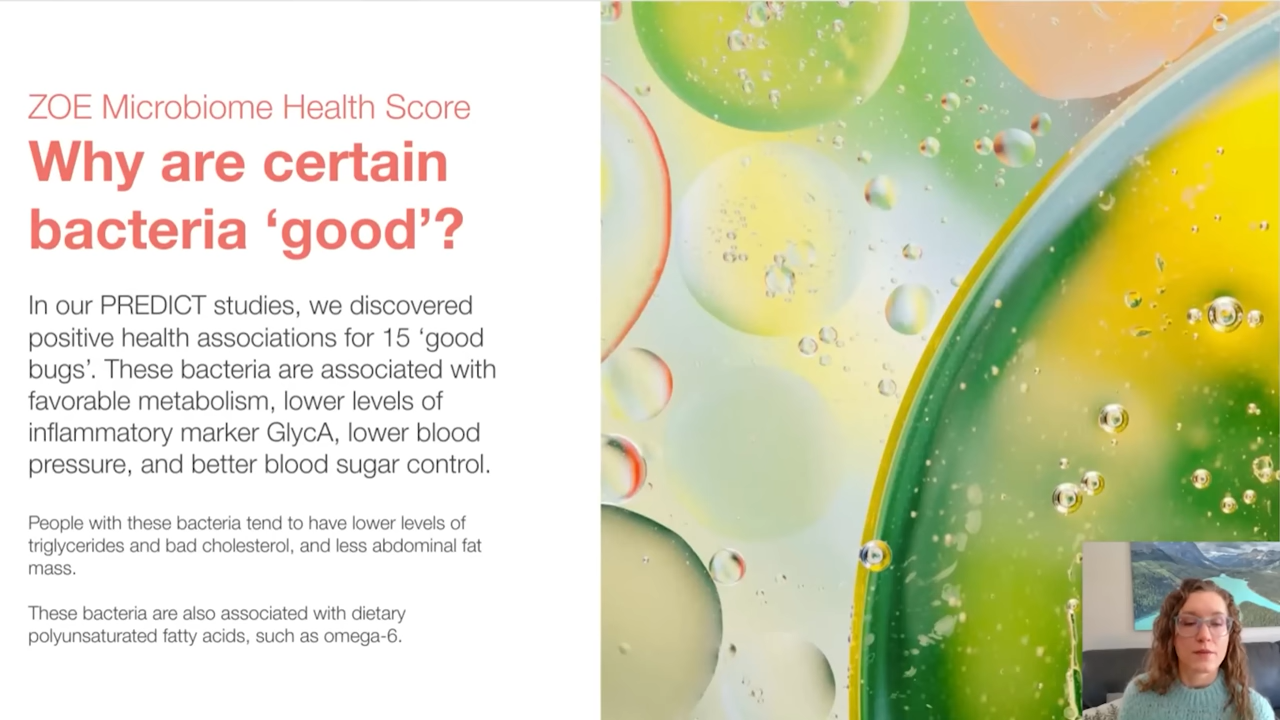 ZOE Microbiome Health Score
Why are certain
bacteria ‘good’?
In our PREDICT studies, we discovered
positive health associations for 15 ‘good
bugs’. These bacteria are associated with
favorable metabolism, lower levels of
inflammatory marker GlycA, lower blood
pressure, and better blood sugar control.
People with these bacteria tend to have lower levels of
triglycerides and bad cholesterol, and less abdominal fat
mass.
These bacteria are also associated with dietary
polyunsaturated fatty acids, such as omega-6.